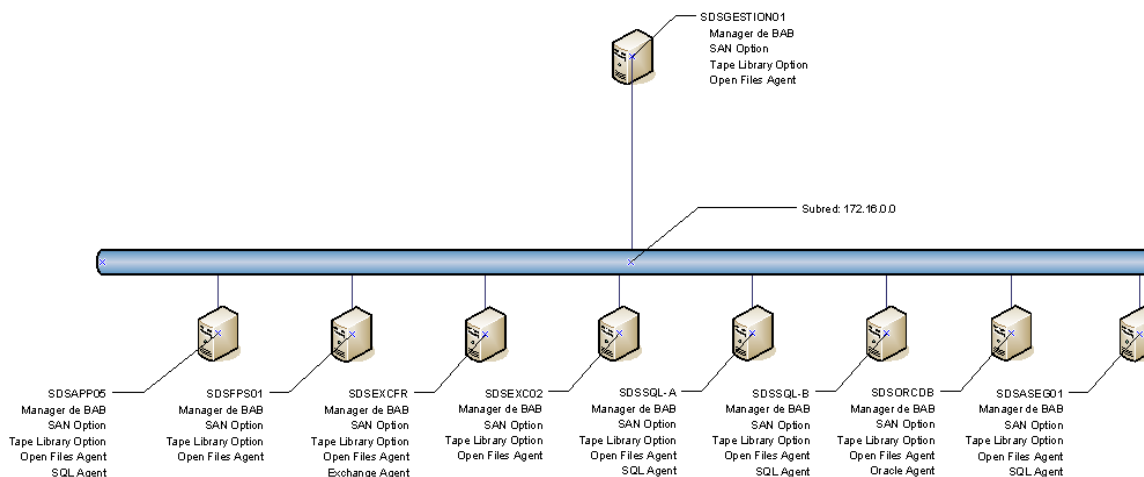 SDSGESTION01
Manager de BAB
SAN Option
Tape Library Option
Open Files Agent
Subred: 172.16.0.0
SDSAPP05
Manager de BAB
SAN Option
Tape Library Option
Open Files Agent
SQL Agent
SDSFPS01
Manager de BAB
SAN Option
Tape Library Option
Open Files Agent
SDSEXCFR
Manager de BAB
SAN Option
Tape Library Option
Open Files Agent
Exchange Agent
SDSEXC02
Manager de BAB
SAN Option
Tape Library Option
Open Files Agent
SDSSQL-A
Manager de BAB
SAN Option
Tape Library Option
Open Files Agent
SQL Agent
SDSSQL-B
Manager de BAB
SAN Option
Tape Library Option
Open Files Agent
SQL Agent
SDSORCDB
Manager de BAB
SAN Option
Tape Library Option
Open Files Agent
Oracle Agent
SDSASEG01
Manager de BAB
SAN Option
Tape Library Option
Open Files Agent
SQL Agent